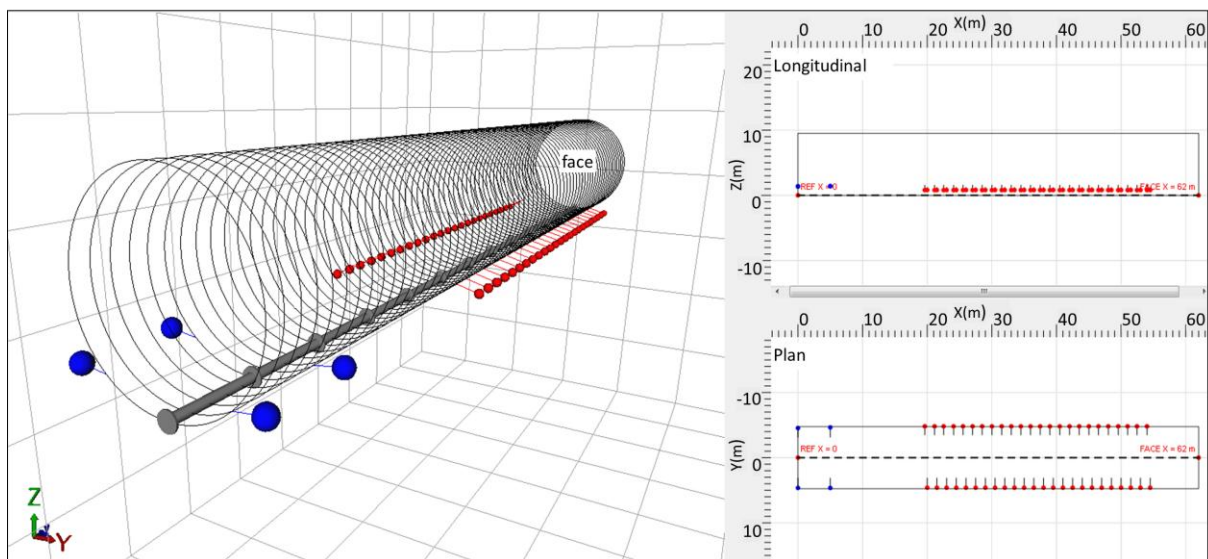 face
Z
Y
X(m)
0 10 20 30 40 50 60
Longitudinal
20
10
0
-10
Z(m)
REF X = 0
FACE X = 62 m
X(m)
0 10 20 30 40 50 60
Plan
-10
0
10
Y(m)
REF X = 0
FACE X = 62 m